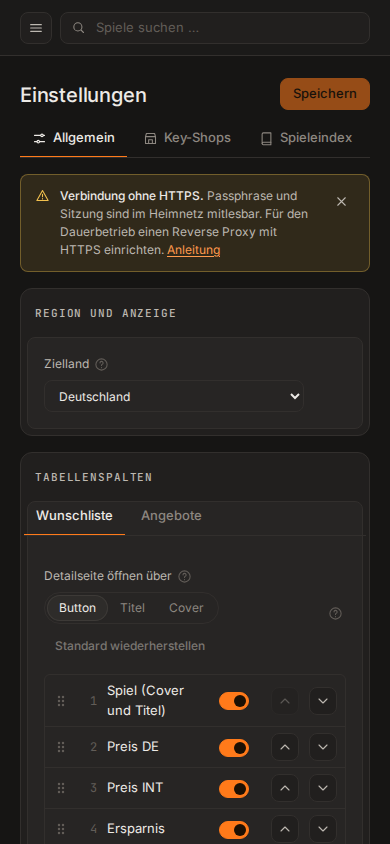 Spiele suchen ...
Einstellungen
Speichern
Allgemein
Key-Shops
Spieleindex
Verbindung ohne HTTPS. Passphrase und
Sitzung sind im Heimnetz mitlesbar. Für den
Dauerbetrieb einen Reverse Proxy mit
HTTPS einrichten. Anleitung
REGION UND ANZEIGE
Zielland
Deutschland
TABELLENSPALTEN
Wunschliste
Angebote
Detailseite öffnen über
Button
Titel
Cover
Standard wiederherstellen
1 Spiel (Cover
und Titel)
2 Preis DE
3 Preis INT
4 Ersparnis